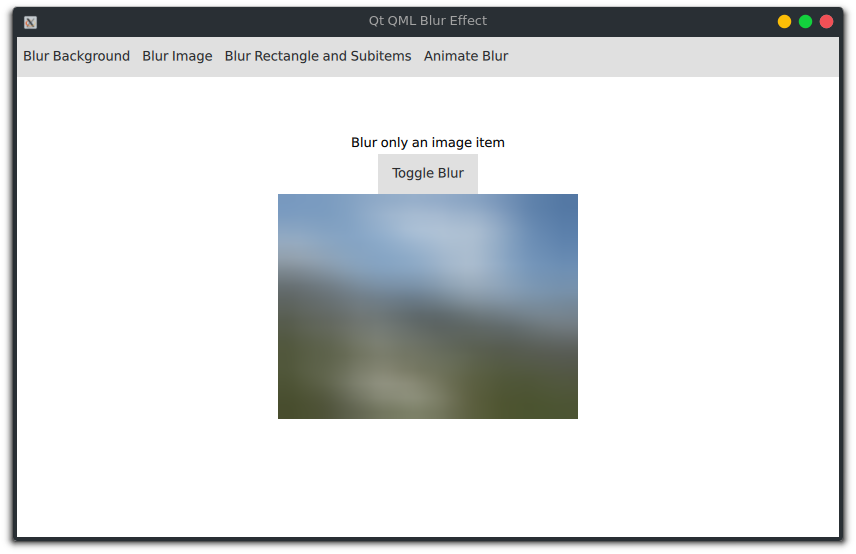 Qt QML Blur Effect
Blur Background Blur Image Blur Rectangle and Subitems Animate Blur
Blur only an image item
Toggle Blur